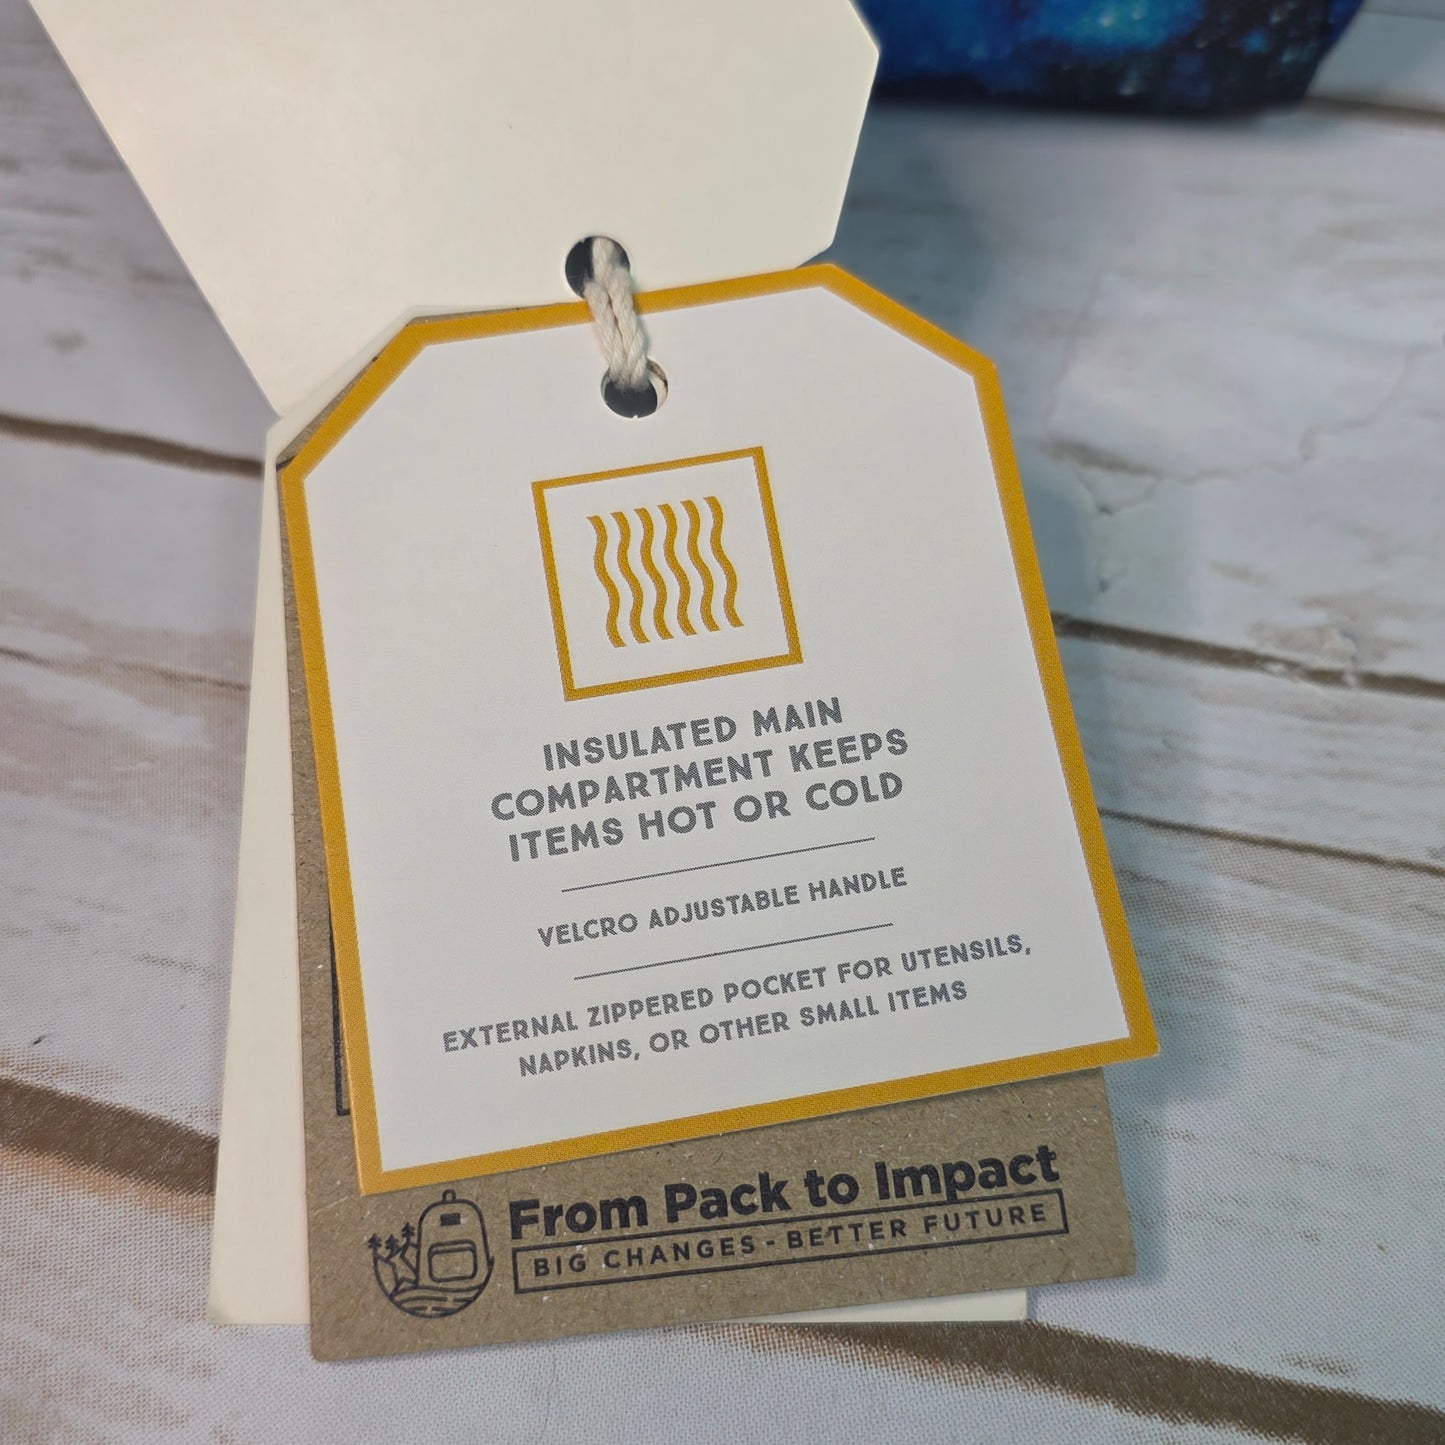 INSULATED MAIN
COMPARTMENT KEEPS
ITEMS HOT OR COLD
VELCRO ADJUSTABLE HANDLE
EXTERNAL ZIPPERED POCKET FOR UTENSILS,
NAPKINS, OR OTHER SMALL ITEMS
From Pack to Impact
BIG CHANGES - BETTER FUTURE